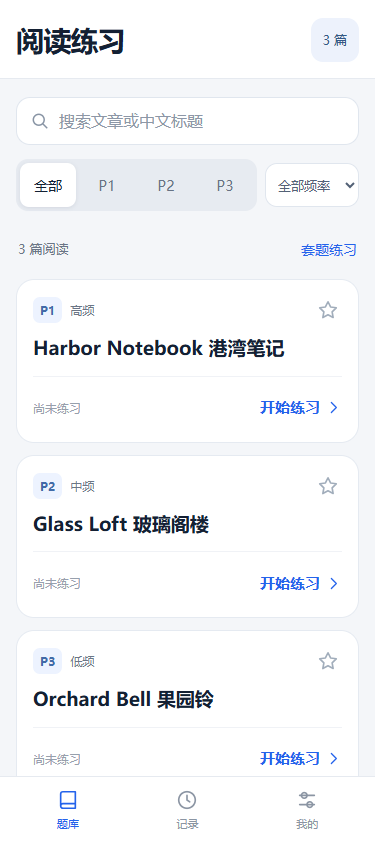 阅读练习
3 篇
搜索文章或中文标题
全部 P1 P2 P3 全部频率
3 篇阅读 套题练习
P1 高频
Harbor Notebook 港湾笔记
尚未练习 开始练习
P2 中频
Glass Loft 玻璃阁楼
尚未练习 开始练习
P3 低频
Orchard Bell 果园铃
尚未练习 开始练习
题库 记录 我的